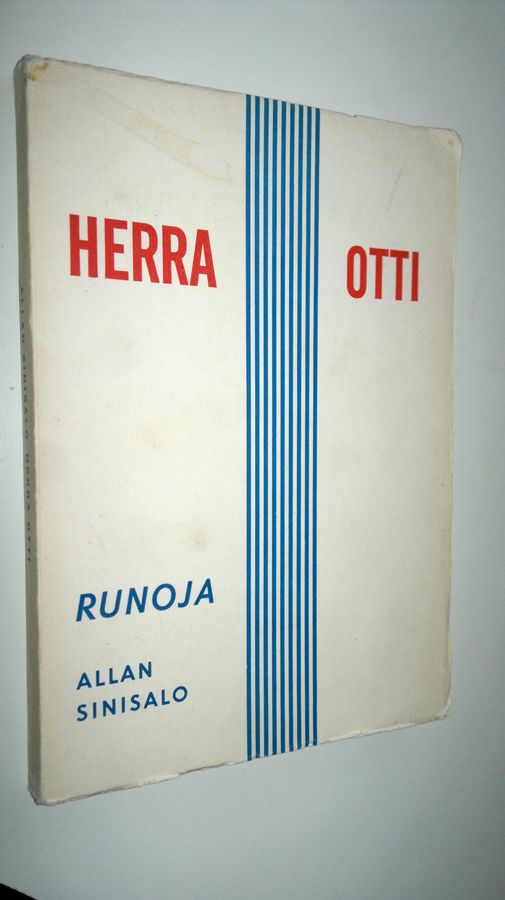 HERRA OTTI
RUNOJA
ALLAN
SINISALO
ALLAN SINISALO HERRA OTTI